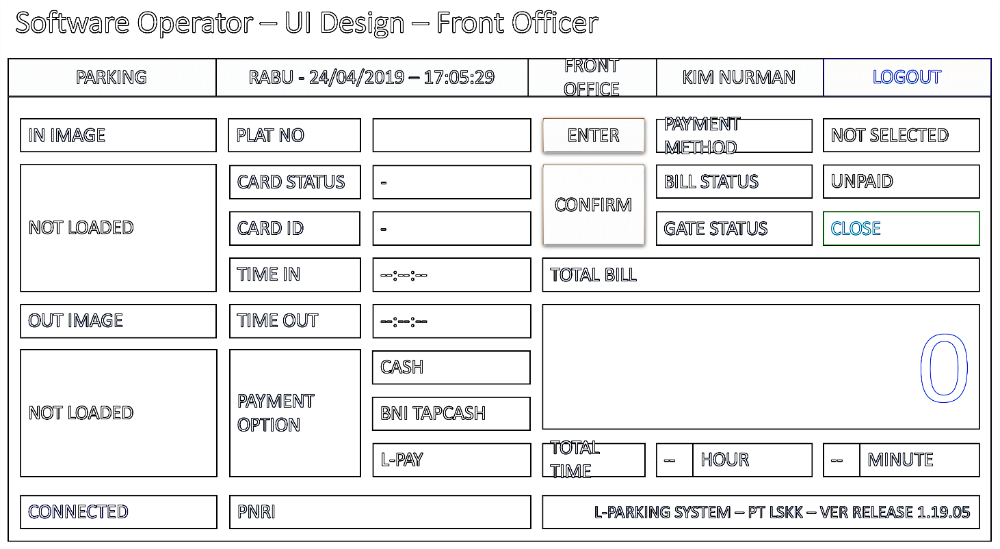 Software Operator – UI Design – Front Officer
PARKING
RABU - 24/04/2019 – 17:05:29
FRONT
OFFICE
KIM NURMAN
LOGOUT
IN IMAGE
PLAT NO
ENTER
PAYMENT
METHOD
NOT SELECTED
NOT LOADED
CARD STATUS
-
CONFIRM
BILL STATUS
UNPAID
CARD ID
-
GATE STATUS
CLOSE
TIME IN
--:--:--
TOTAL BILL
OUT IMAGE
TIME OUT
--:--:--
0
NOT LOADED
PAYMENT
OPTION
CASH
BNI TAPCASH
L-PAY
TOTAL
TIME
--
HOUR
--
MINUTE
CONNECTED
PNRI
L-PARKING SYSTEM – PT LSKK – VER RELEASE 1.19.05